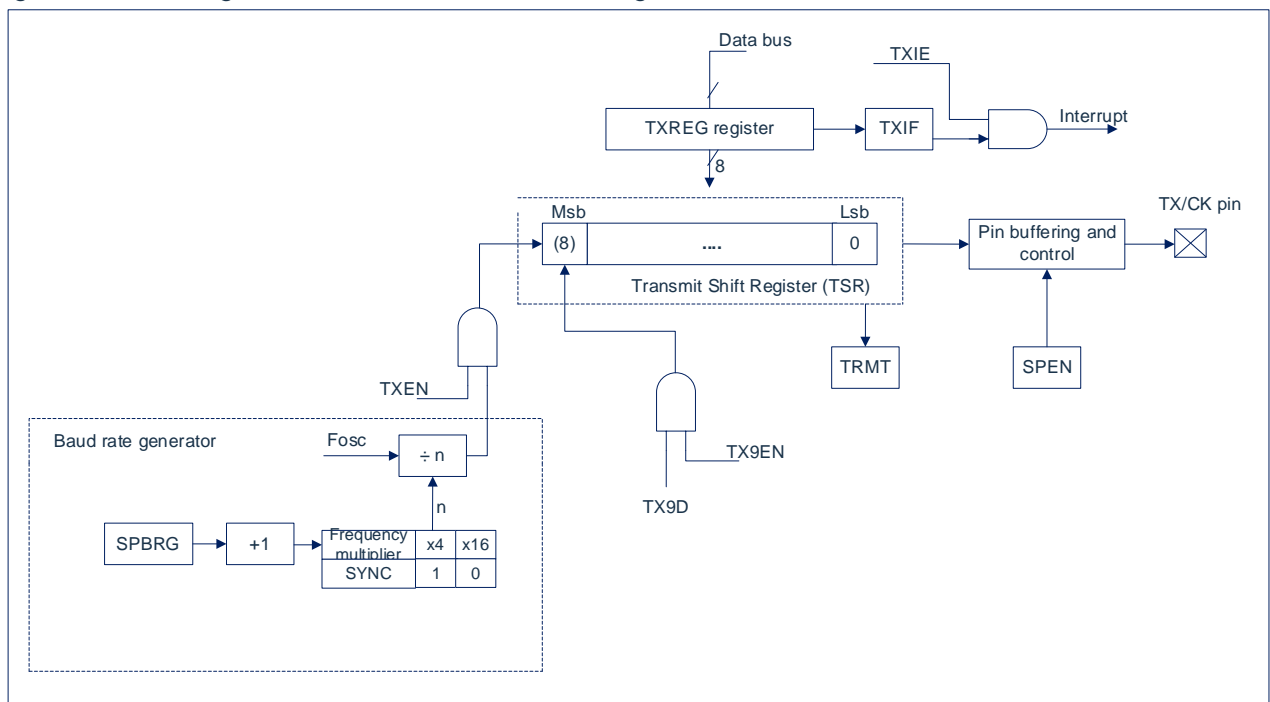 Data bus
TXIE
TXREG register
TXIF
Interrupt
8
Msb
Lsb
TX/CK pin
(8)
....
0
Pin buffering and
control
Transmit Shift Register (TSR)
TRMT
SPEN
TXEN
Baud rate generator
Fosc
÷ n
TX9EN
n
TX9D
SPBRG
+1
Frequency
multiplier
x4
x16
SYNC
1
0